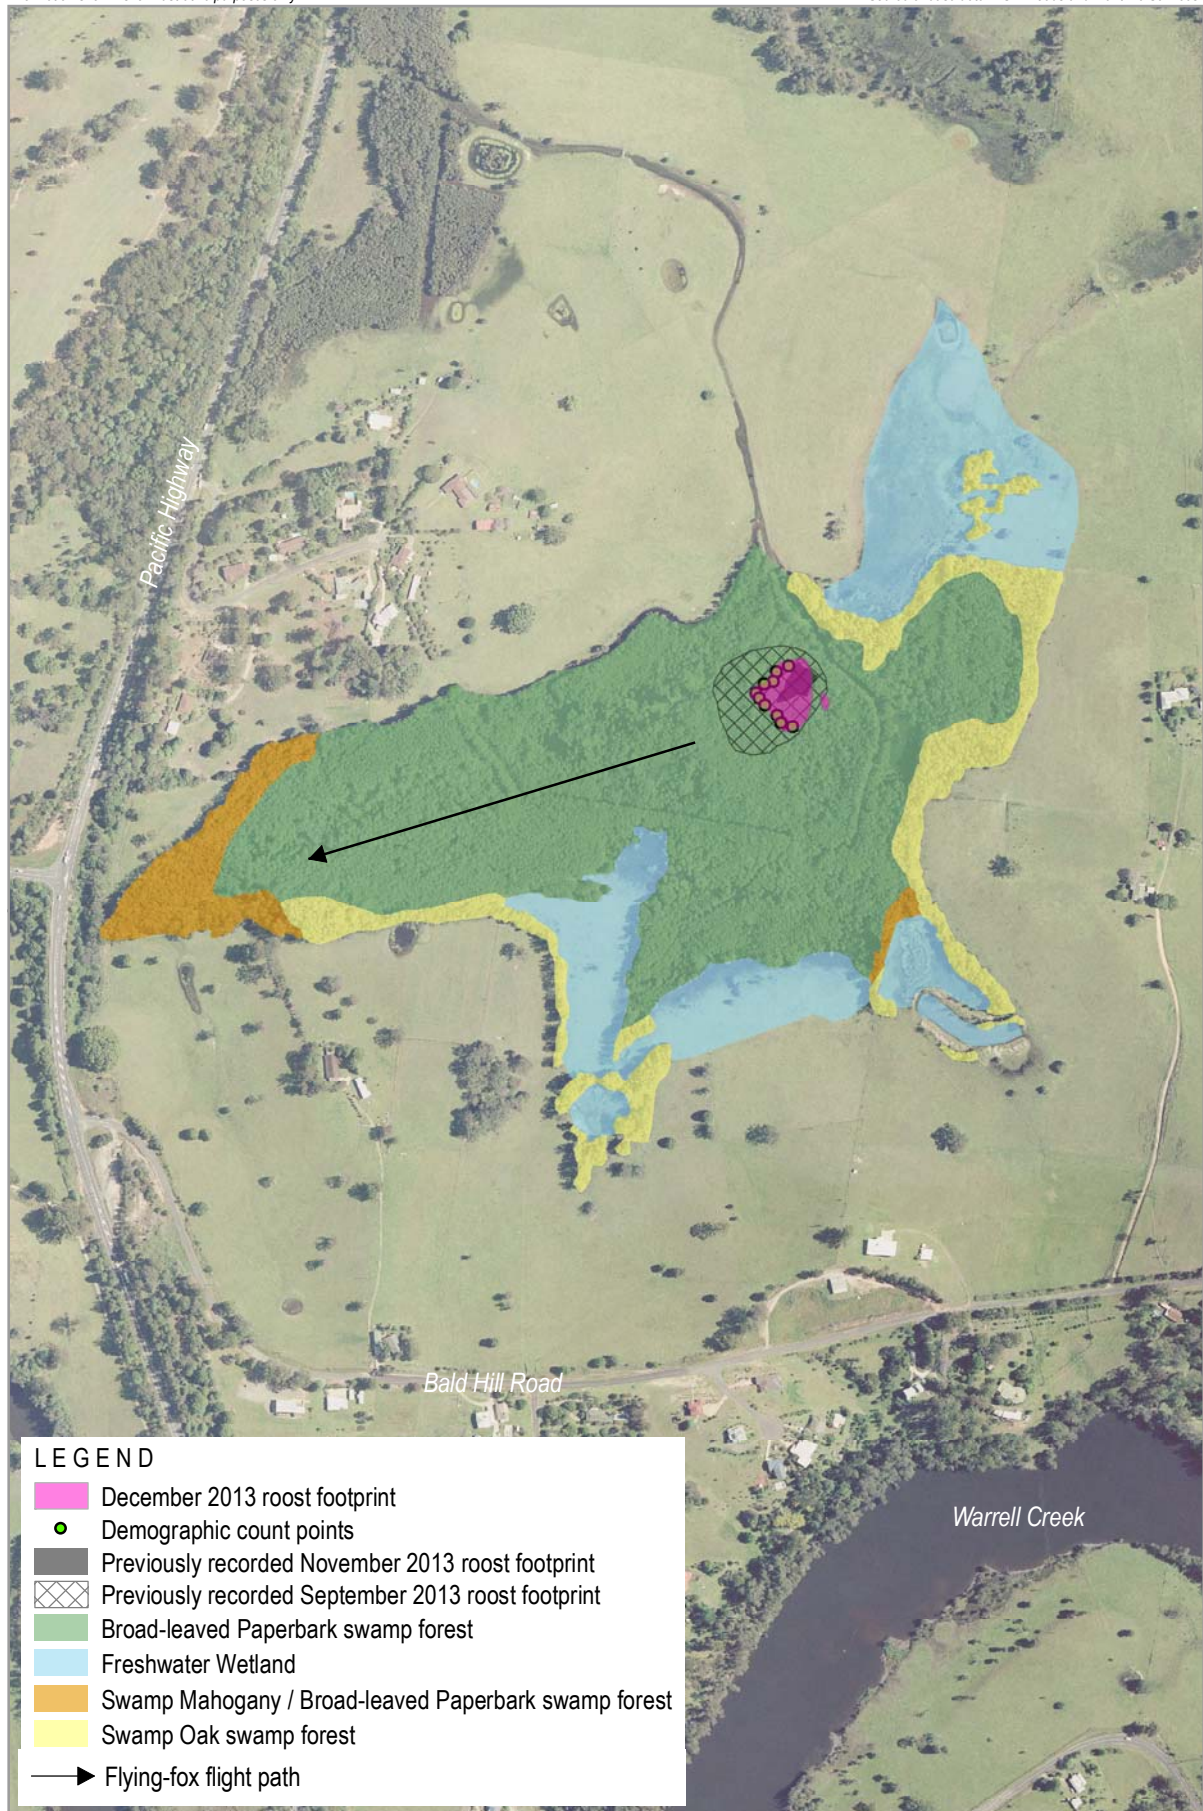 Pacific Highway
Bald Hill Road
Warrell Creek
LEGEND
December 2013 roost footprint
Demographic count points
Previously recorded November 2013 roost footprint
Previously recorded September 2013 roost footprint
Broad-leaved Paperbark swamp forest
Freshwater Wetland
Swamp Mahogany / Broad-leaved Paperbark swamp forest
Swamp Oak swamp forest
Flying-fox flight path